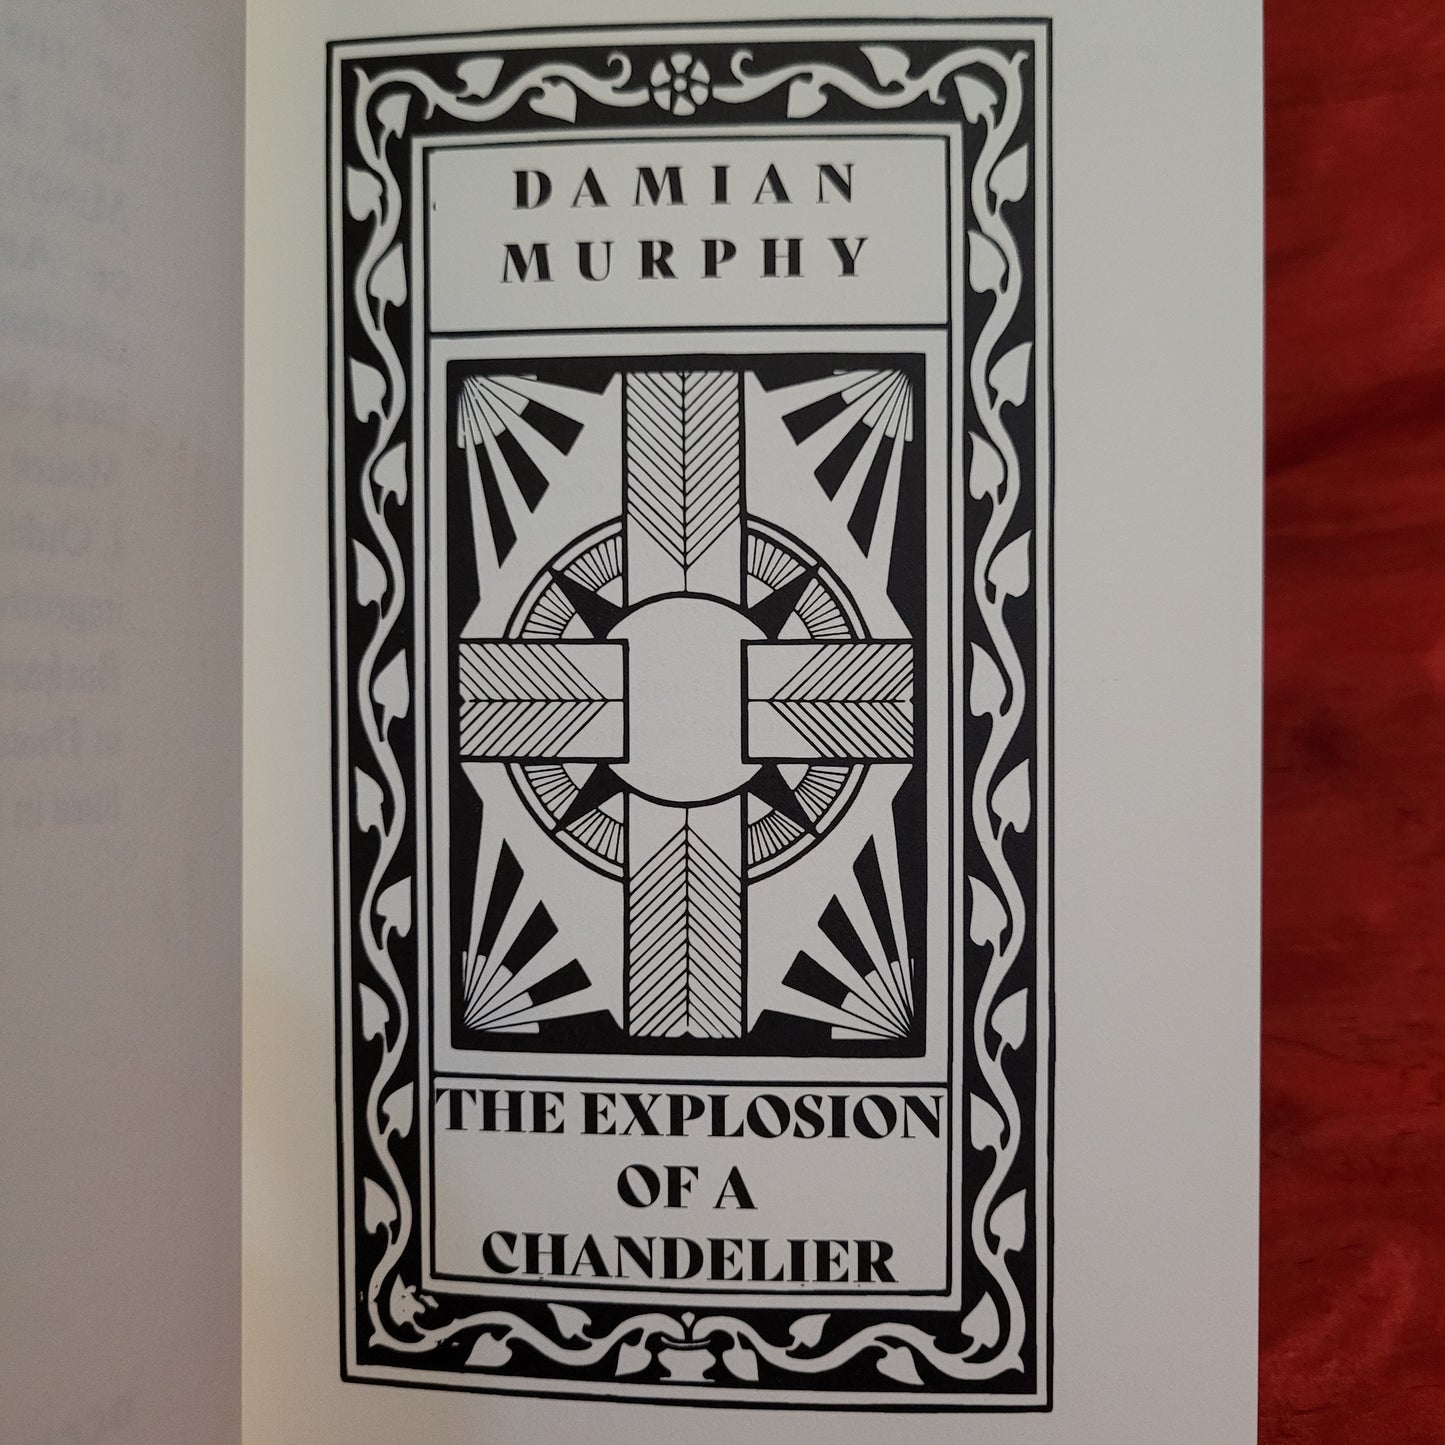 DAMIAN
MURPHY
THE EXPLOSION
OF A
CHANDELIER